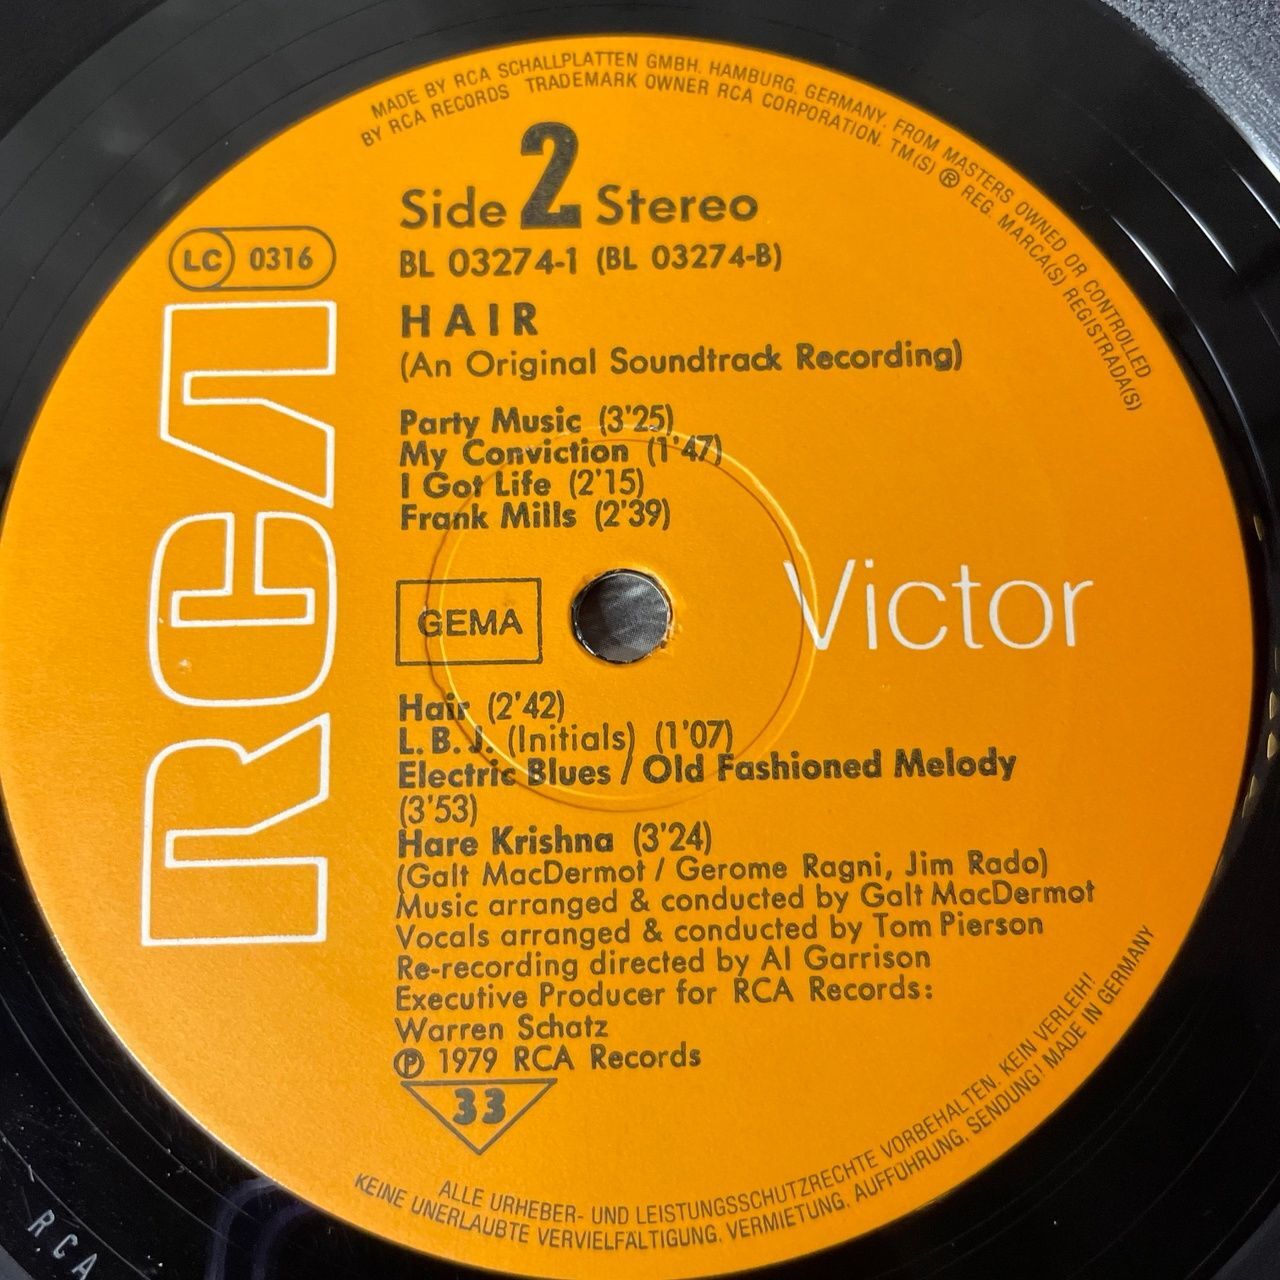 MADE BY RCA SCHALLPLATTEN GMBH. HAMBURG. GERMANY. FROM MASTERS OWNED OR CONTROLLED
BY RCA RECORDS TRADEMARK OWNER RCA CORPORATION. TM(S) ® REG. MARCA(S) REGISTRADA(S)
Side 2 Stereo
LC 0316
BL 03274-1 (BL 03274-B)
HAIR
(An Original Soundtrack Recording)
Party Music (3'25)
My Conviction (1'47)
I Got Life (2'15)
Frank Mills (2'39)
RCA
GEMA
Victor
Hair (2'42)
L.B.J. (Initials) (1'07)
Electric Blues / Old Fashioned Melody
(3'53)
Hare Krishna (3'24)
(Galt MacDermot / Gerome Ragni, Jim Rado)
Music arranged & conducted by Galt MacDermot
Vocals arranged & conducted by Tom Pierson
Re-recording directed by Al Garrison
Executive Producer for RCA Records:
Warren Schatz
℗ 1979 RCA Records
33
ALLE URHEBER- UND LEISTUNGSSCHUTZRECHTE VORBEHALTEN. KEIN VERLEIH!
KEINE UNERLAUBTE VERVIELFÄLTIGUNG, VERMIETUNG, AUFFÜHRUNG, SENDUNG! MADE IN GERMANY
RCA